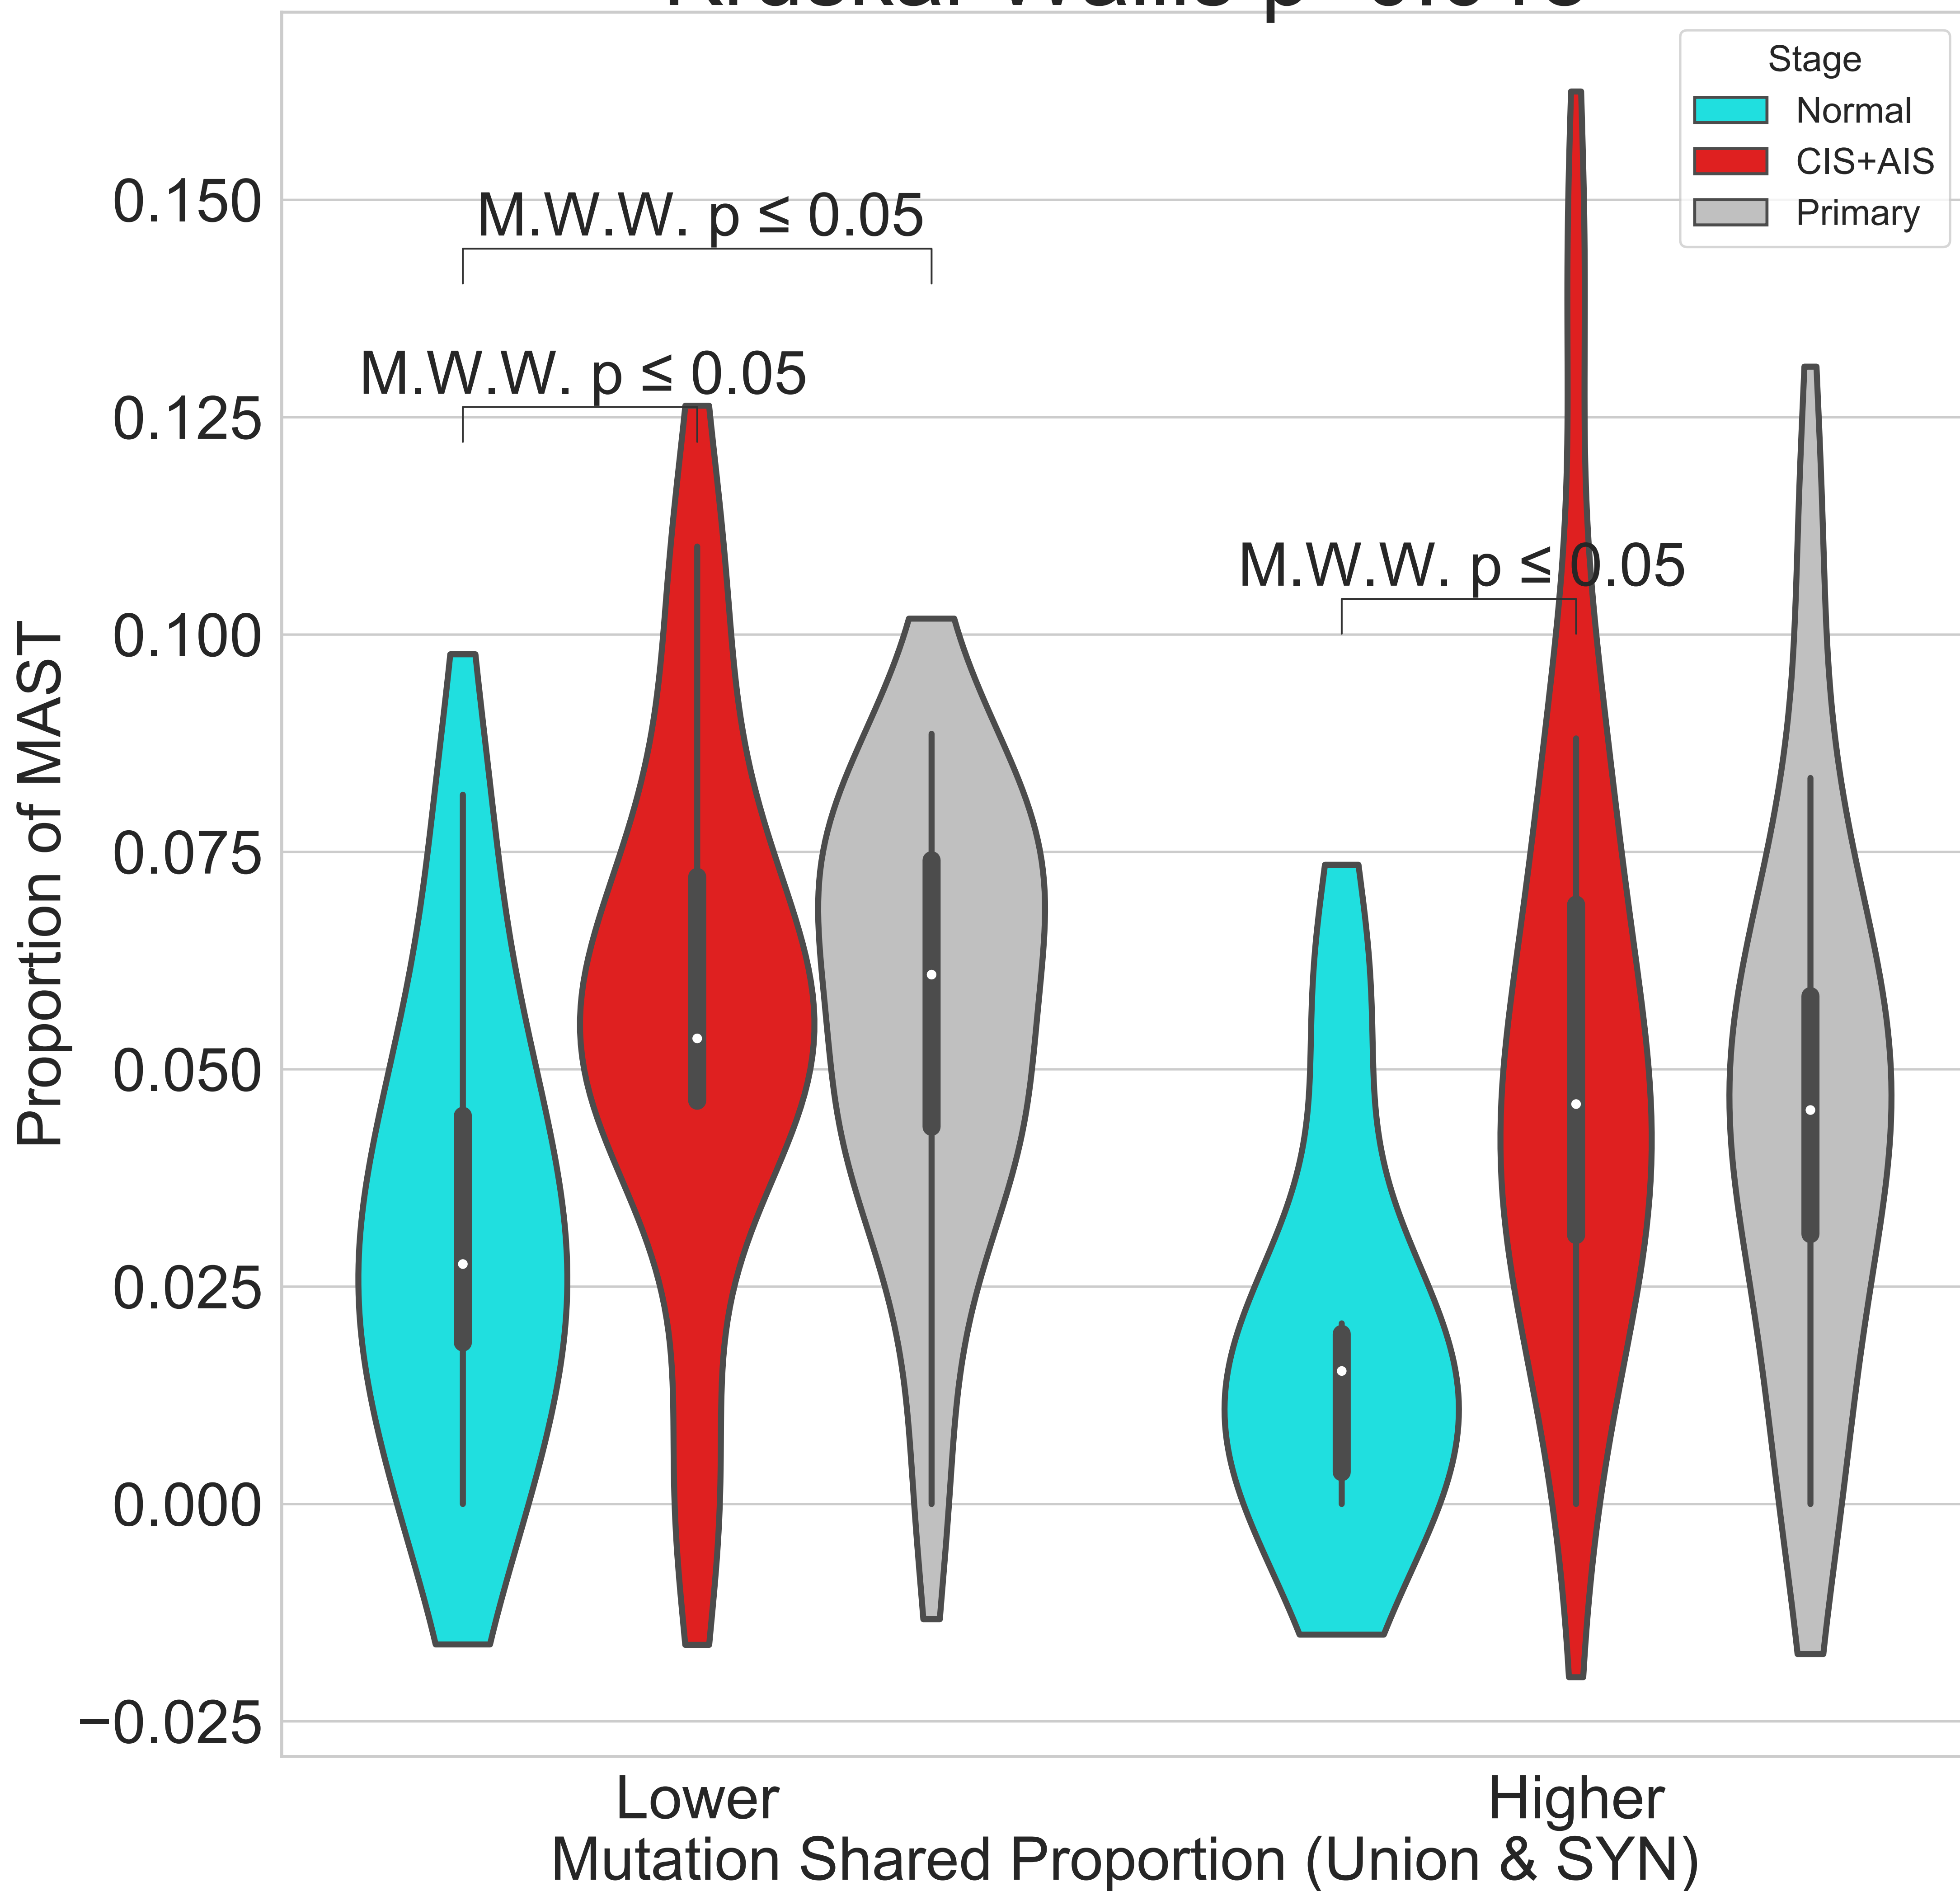 Stage
Normal
CIS+AIS
Primary
0.150
0.125
0.100
0.075
0.050
0.025
0.000
−0.025
Proportion of MAST
M.W.W. p ≤ 0.05
M.W.W. p ≤ 0.05
M.W.W. p ≤ 0.05
Lower
Higher
Mutation Shared Proportion (Union & SYN)